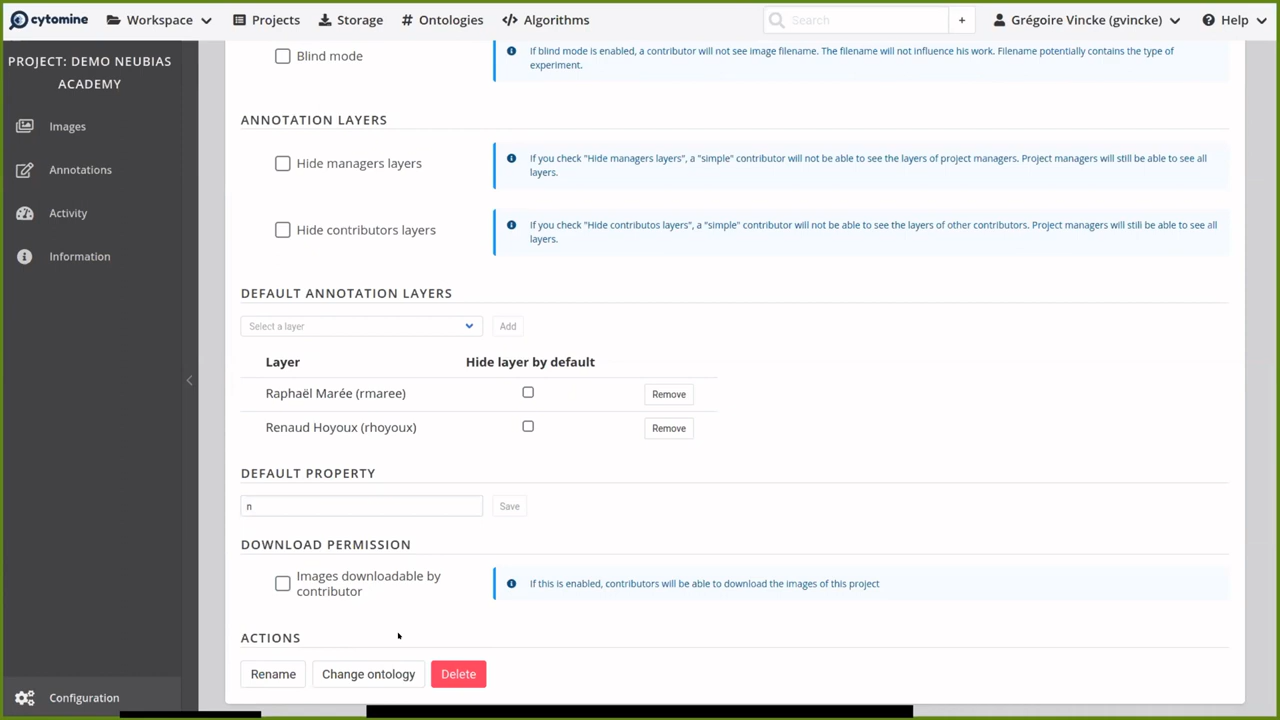 cytomine Workspace Projects Storage Ontologies Algorithms Search + Grégoire Vincke (gvincke) Help
PROJECT: DEMO NEUBIAS
ACADEMY
Images
Annotations
Activity
Information
Configuration
Blind mode
If blind mode is enabled, a contributor will not see image filename. The filename will not influence his work. Filename potentially contains the type of
experiment.
ANNOTATION LAYERS
Hide managers layers
If you check "Hide managers layers", a "simple" contributor will not be able to see the layers of project managers. Project managers will still be able to see all
layers.
Hide contributors layers
If you check "Hide contributos layers", a "simple" contributor will not be able to see the layers of other contributors. Project managers will still be able to see all
layers.
DEFAULT ANNOTATION LAYERS
Select a layer Add
Layer Hide layer by default
Raphaël Marée (rmaree) Remove
Renaud Hoyoux (rhoyoux) Remove
DEFAULT PROPERTY
n Save
DOWNLOAD PERMISSION
Images downloadable by
contributor
If this is enabled, contributors will be able to download the images of this project
ACTIONS
Rename Change ontology Delete